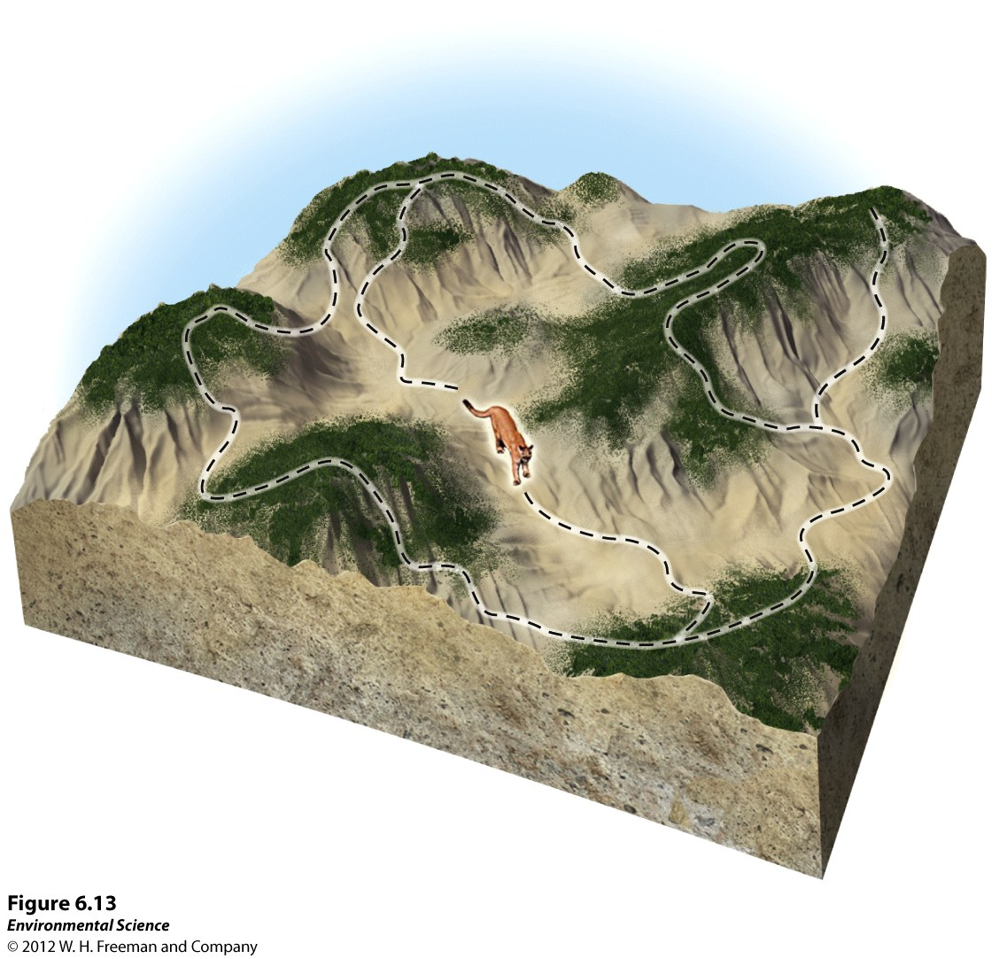 Figure 6.13
Environmental Science
© 2012 W. H. Freeman and Company